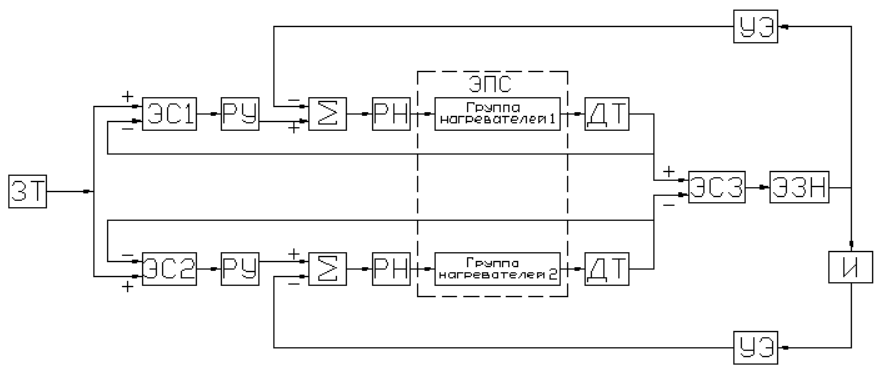 УЭ
ЭПС
+
−
ЭС1
РУ
−
+
Σ
РН
Группа
нагревателей 1
ДТ
ЗТ
+
−
ЭС3
ЭЗН
−
+
ЭС2
РУ
+
−
Σ
РН
Группа
нагревателей 2
ДТ
И
УЭ